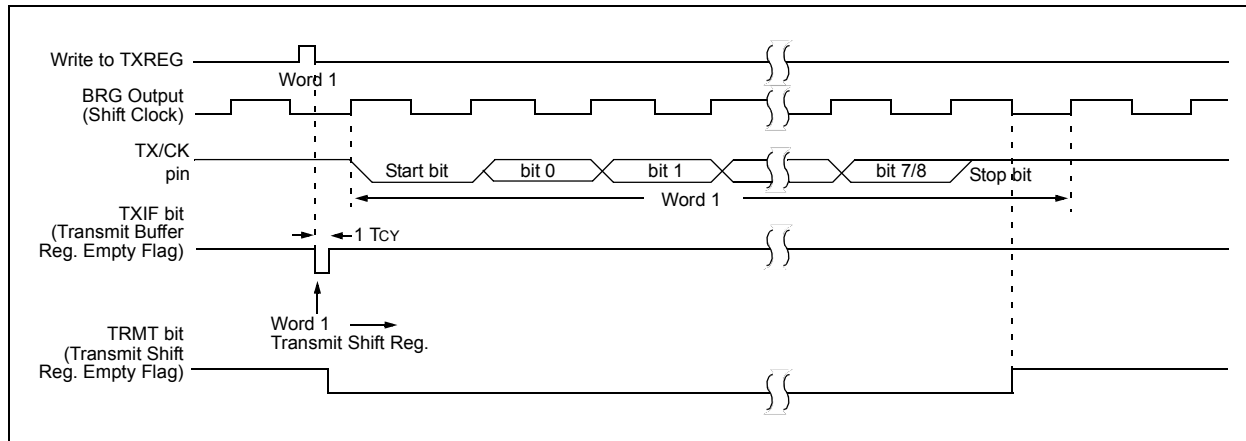 Write to TXREG
Word 1
BRG Output
(Shift Clock)
TX/CK
pin
Start bit
bit 0
bit 1
bit 7/8
Stop bit
Word 1
TXIF bit
(Transmit Buffer
Reg. Empty Flag)
1 TCY
Word 1
Transmit Shift Reg.
TRMT bit
(Transmit Shift
Reg. Empty Flag)